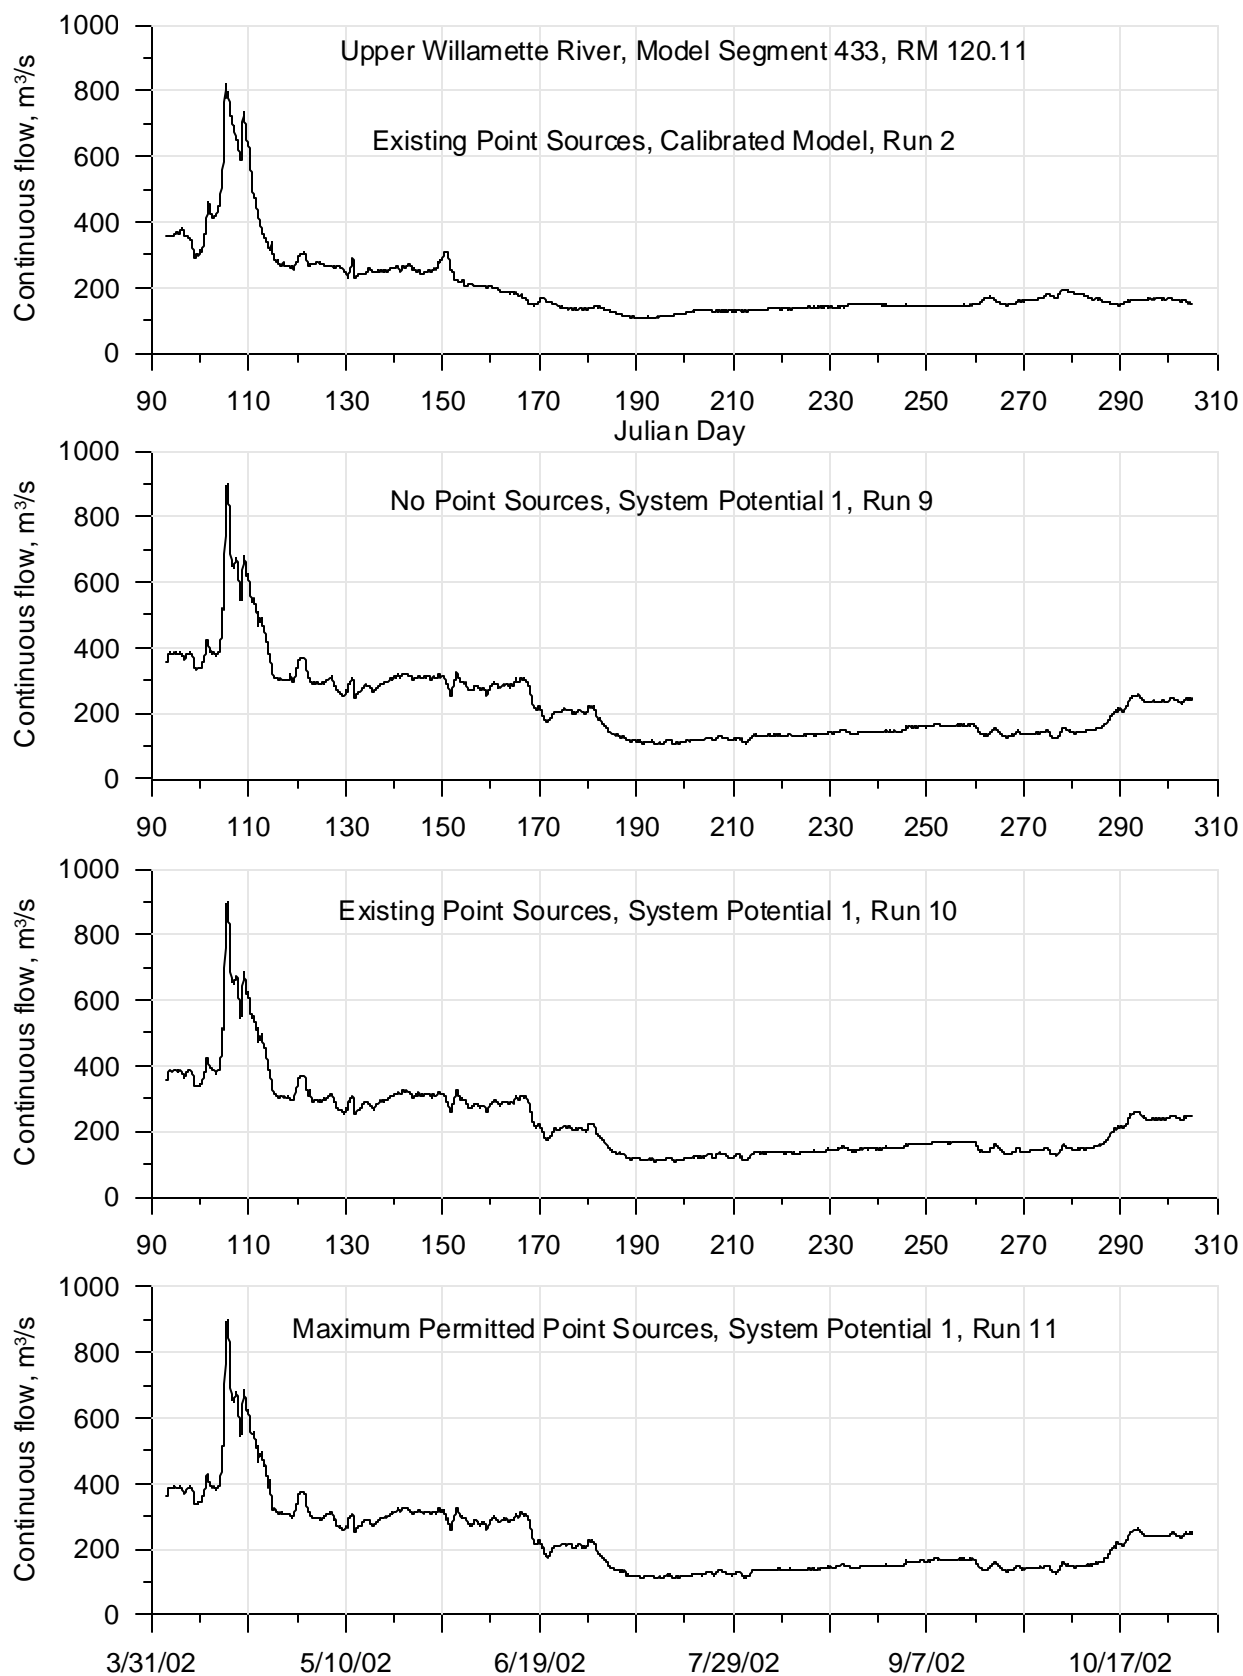 1000
Upper Willamette River, Model Segment 433, RM 120.11
800
Existing Point Sources, Calibrated Model, Run 2
600
400
200
0
Continuous flow, m³/s
90 110 130 150 170 190 210 230 250 270 290 310
Julian Day
1000
No Point Sources, System Potential 1, Run 9
800
600
400
200
0
Continuous flow, m³/s
90 110 130 150 170 190 210 230 250 270 290 310
1000
Existing Point Sources, System Potential 1, Run 10
800
600
400
200
0
Continuous flow, m³/s
90 110 130 150 170 190 210 230 250 270 290 310
1000
Maximum Permitted Point Sources, System Potential 1, Run 11
800
600
400
200
0
Continuous flow, m³/s
3/31/02 5/10/02 6/19/02 7/29/02 9/7/02 10/17/02